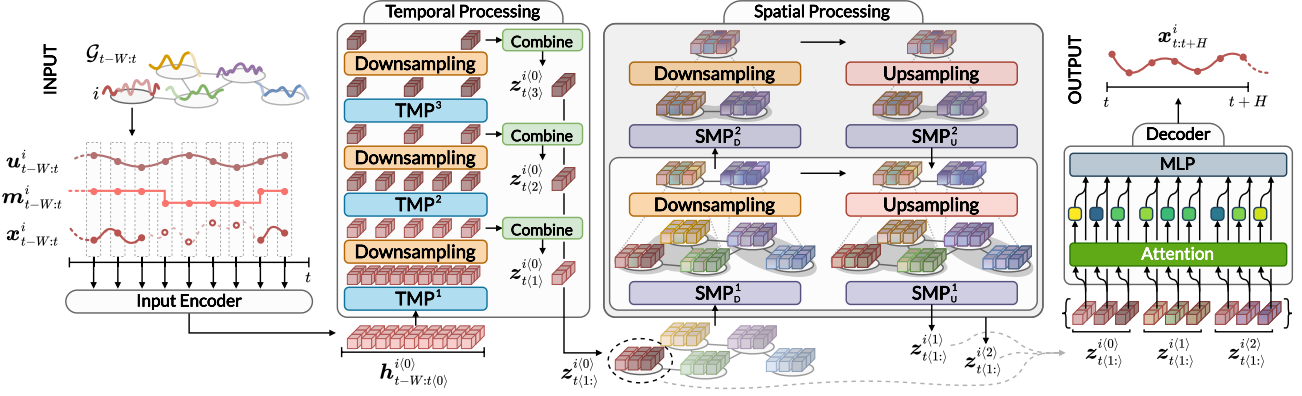 Temporal Processing
Spatial Processing
INPUT
𝒢_{t−W:t}
i
u^i_{t−W:t}
m^i_{t−W:t}
x^i_{t−W:t}
t
Input Encoder
Combine
Downsampling
z^{i⟨0⟩}_{t⟨3⟩}
TMP³
Combine
Downsampling
z^{i⟨0⟩}_{t⟨2⟩}
TMP²
Combine
Downsampling
z^{i⟨0⟩}_{t⟨1⟩}
TMP¹
h^{i⟨0⟩}_{t−W:t⟨0⟩}
z^{i⟨0⟩}_{t⟨1:⟩}
Downsampling
Upsampling
SMP²_D
SMP²_U
Downsampling
Upsampling
SMP¹_D
SMP¹_U
z^{i⟨1⟩}_{t⟨1:⟩}
z^{i⟨2⟩}_{t⟨1:⟩}
OUTPUT
x^i_{t:t+H}
t
t + H
Decoder
MLP
Attention
{ }
z^{i⟨0⟩}_{t⟨1:⟩}
z^{i⟨1⟩}_{t⟨1:⟩}
z^{i⟨2⟩}_{t⟨1:⟩}